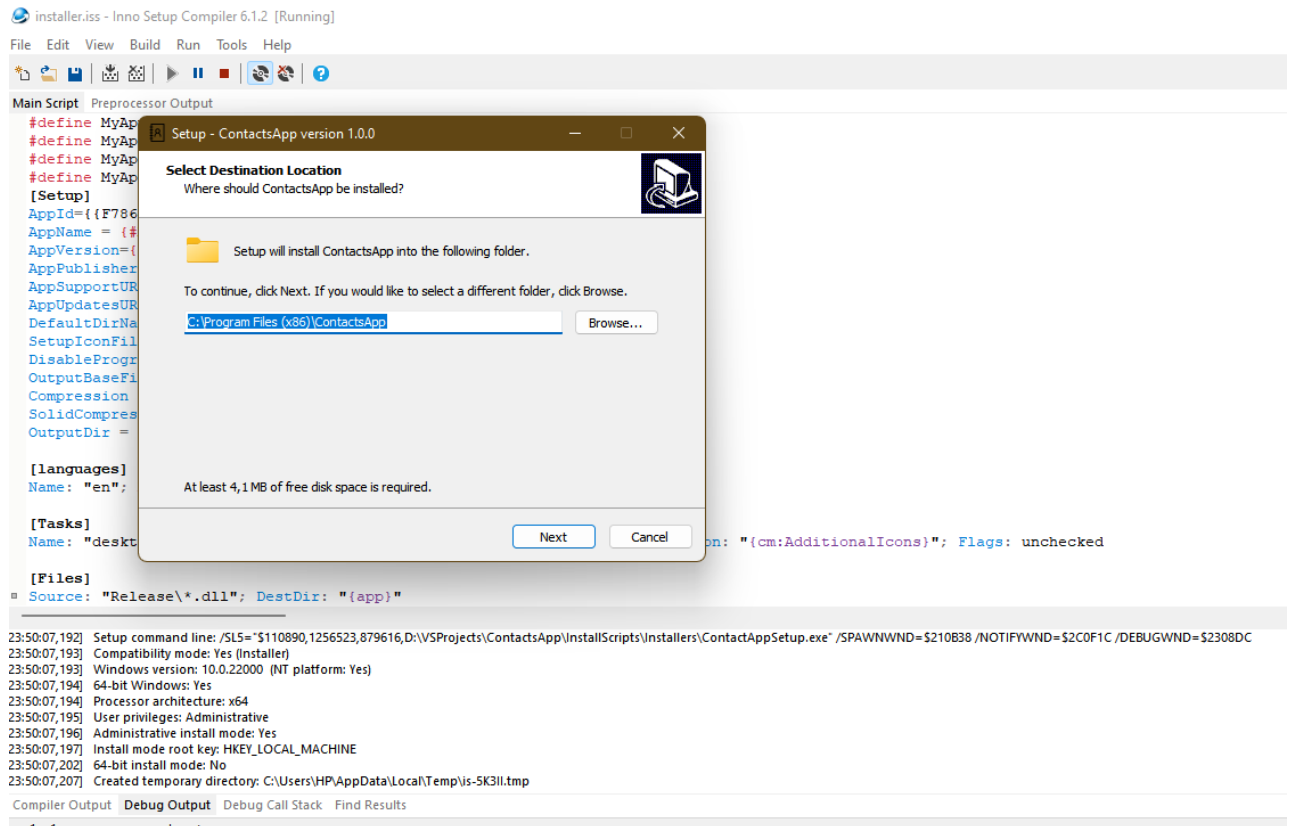 installer.iss - Inno Setup Compiler 6.1.2 [Running]
File Edit View Build Run Tools Help
Main Script Preprocessor Output
#define MyAp
#define MyAp
#define MyAp
#define MyAp
[Setup]
AppId={{F786
AppName = {#
AppVersion={
AppPublisher
AppSupportUR
AppUpdatesUR
DefaultDirNa
SetupIconFil
DisableProgr
OutputBaseFi
Compression
SolidCompres
OutputDir =
[languages]
Name: "en";
[Tasks]
Name: "deskt
on: "{cm:AdditionalIcons}"; Flags: unchecked
[Files]
Source: "Release\*.dll"; DestDir: "{app}"
Setup - ContactsApp version 1.0.0
Select Destination Location
Where should ContactsApp be installed?
Setup will install ContactsApp into the following folder.
To continue, click Next. If you would like to select a different folder, click Browse.
C:\Program Files (x86)\ContactsApp
Browse...
At least 4,1 MB of free disk space is required.
Next Cancel
23:50:07,192] Setup command line: /SL5="$110890,1256523,879616,D:\VSProjects\ContactsApp\InstallScripts\Installers\ContactAppSetup.exe" /SPAWNWND=$210B38 /NOTIFYWND=$2C0F1C /DEBUGWND=$2308DC
23:50:07,193] Compatibility mode: Yes (Installer)
23:50:07,193] Windows version: 10.0.22000 (NT platform: Yes)
23:50:07,194] 64-bit Windows: Yes
23:50:07,194] Processor architecture: x64
23:50:07,195] User privileges: Administrative
23:50:07,196] Administrative install mode: Yes
23:50:07,197] Install mode root key: HKEY_LOCAL_MACHINE
23:50:07,202] 64-bit install mode: No
23:50:07,207] Created temporary directory: C:\Users\HP\AppData\Local\Temp\is-5K3II.tmp
Compiler Output Debug Output Debug Call Stack Find Results